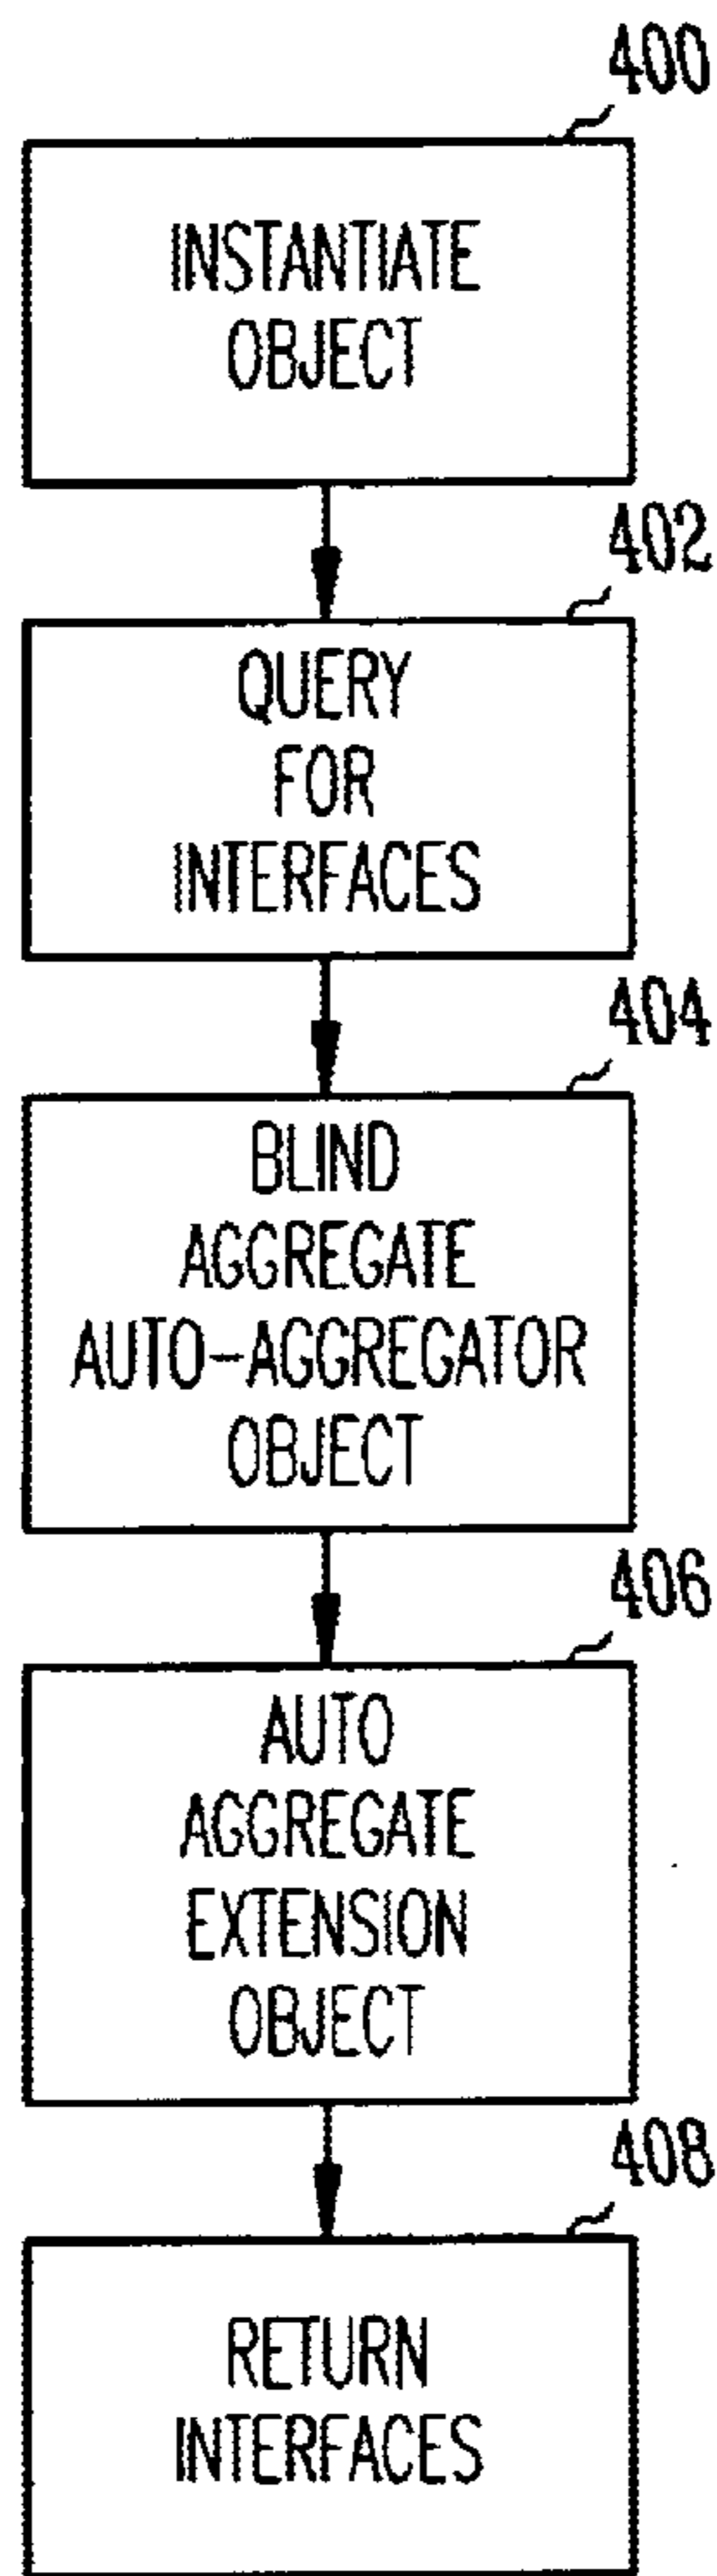 400
INSTANTIATE
OBJECT
402
QUERY
FOR
INTERFACES
404
BLIND
AGGREGATE
AUTO-AGGREGATOR
OBJECT
406
AUTO
AGGREGATE
EXTENSION
OBJECT
408
RETURN
INTERFACES